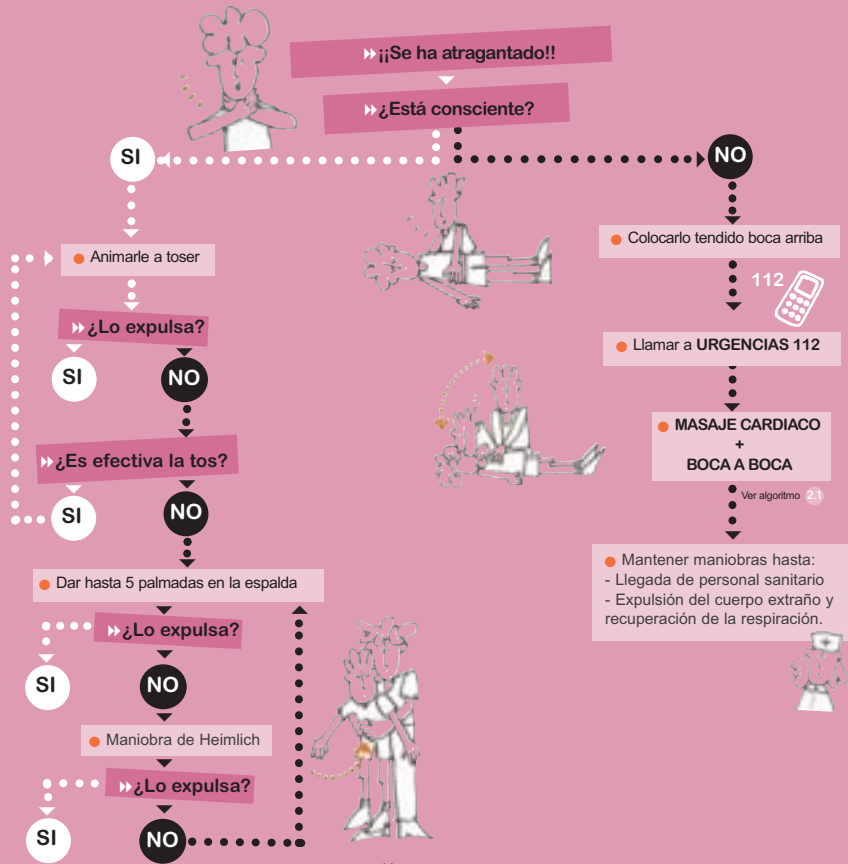 ¡¡Se ha atragantado!!
¿Está consciente?
SI
NO
Animarle a toser
¿Lo expulsa?
SI
NO
¿Es efectiva la tos?
SI
NO
Dar hasta 5 palmadas en la espalda
¿Lo expulsa?
SI
NO
Maniobra de Heimlich
¿Lo expulsa?
SI
NO
Colocarlo tendido boca arriba
112
Llamar a URGENCIAS 112
MASAJE CARDIACO
+
BOCA A BOCA
Ver algoritmo 2.1
Mantener maniobras hasta:
- Llegada de personal sanitario
- Expulsión del cuerpo extraño y
recuperación de la respiración.